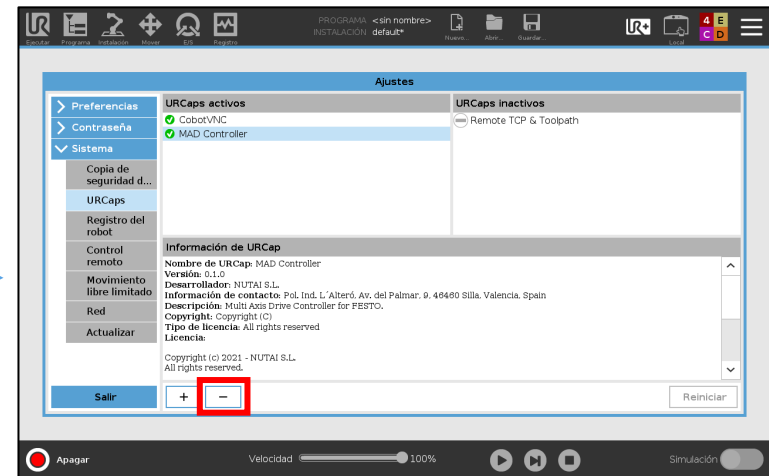 PROGRAMA <sin nombre>
INSTALACIÓN default*
Ejecutar Programa Instalación Mover E/S Registro Nuevo... Abrir... Guardar... Local
UR+
4 E
C D
Ajustes
Preferencias
Contraseña
Sistema
Copia de
seguridad d...
URCaps
Registro del
robot
Control
remoto
Movimiento
libre limitado
Red
Actualizar
Salir
URCaps activos
CobotVNC
MAD Controller
URCaps inactivos
Remote TCP & Toolpath
Información de URCap
Nombre de URCap: MAD Controller
Versión: 0.1.0
Desarrollador: NUTAI S.L.
Información de contacto: Pol. Ind. L´Alteró, Av. del Palmar, 9, 46460 Silla, Valencia, Spain
Descripción: Multi Axis Drive Controller for FESTO.
Copyright: Copyright (C)
Tipo de licencia: All rights reserved
Licencia:
Copyright (c) 2021 - NUTAI S.L.
All rights reserved.
+ −
Reiniciar
Apagar
Velocidad 100%
Simulación